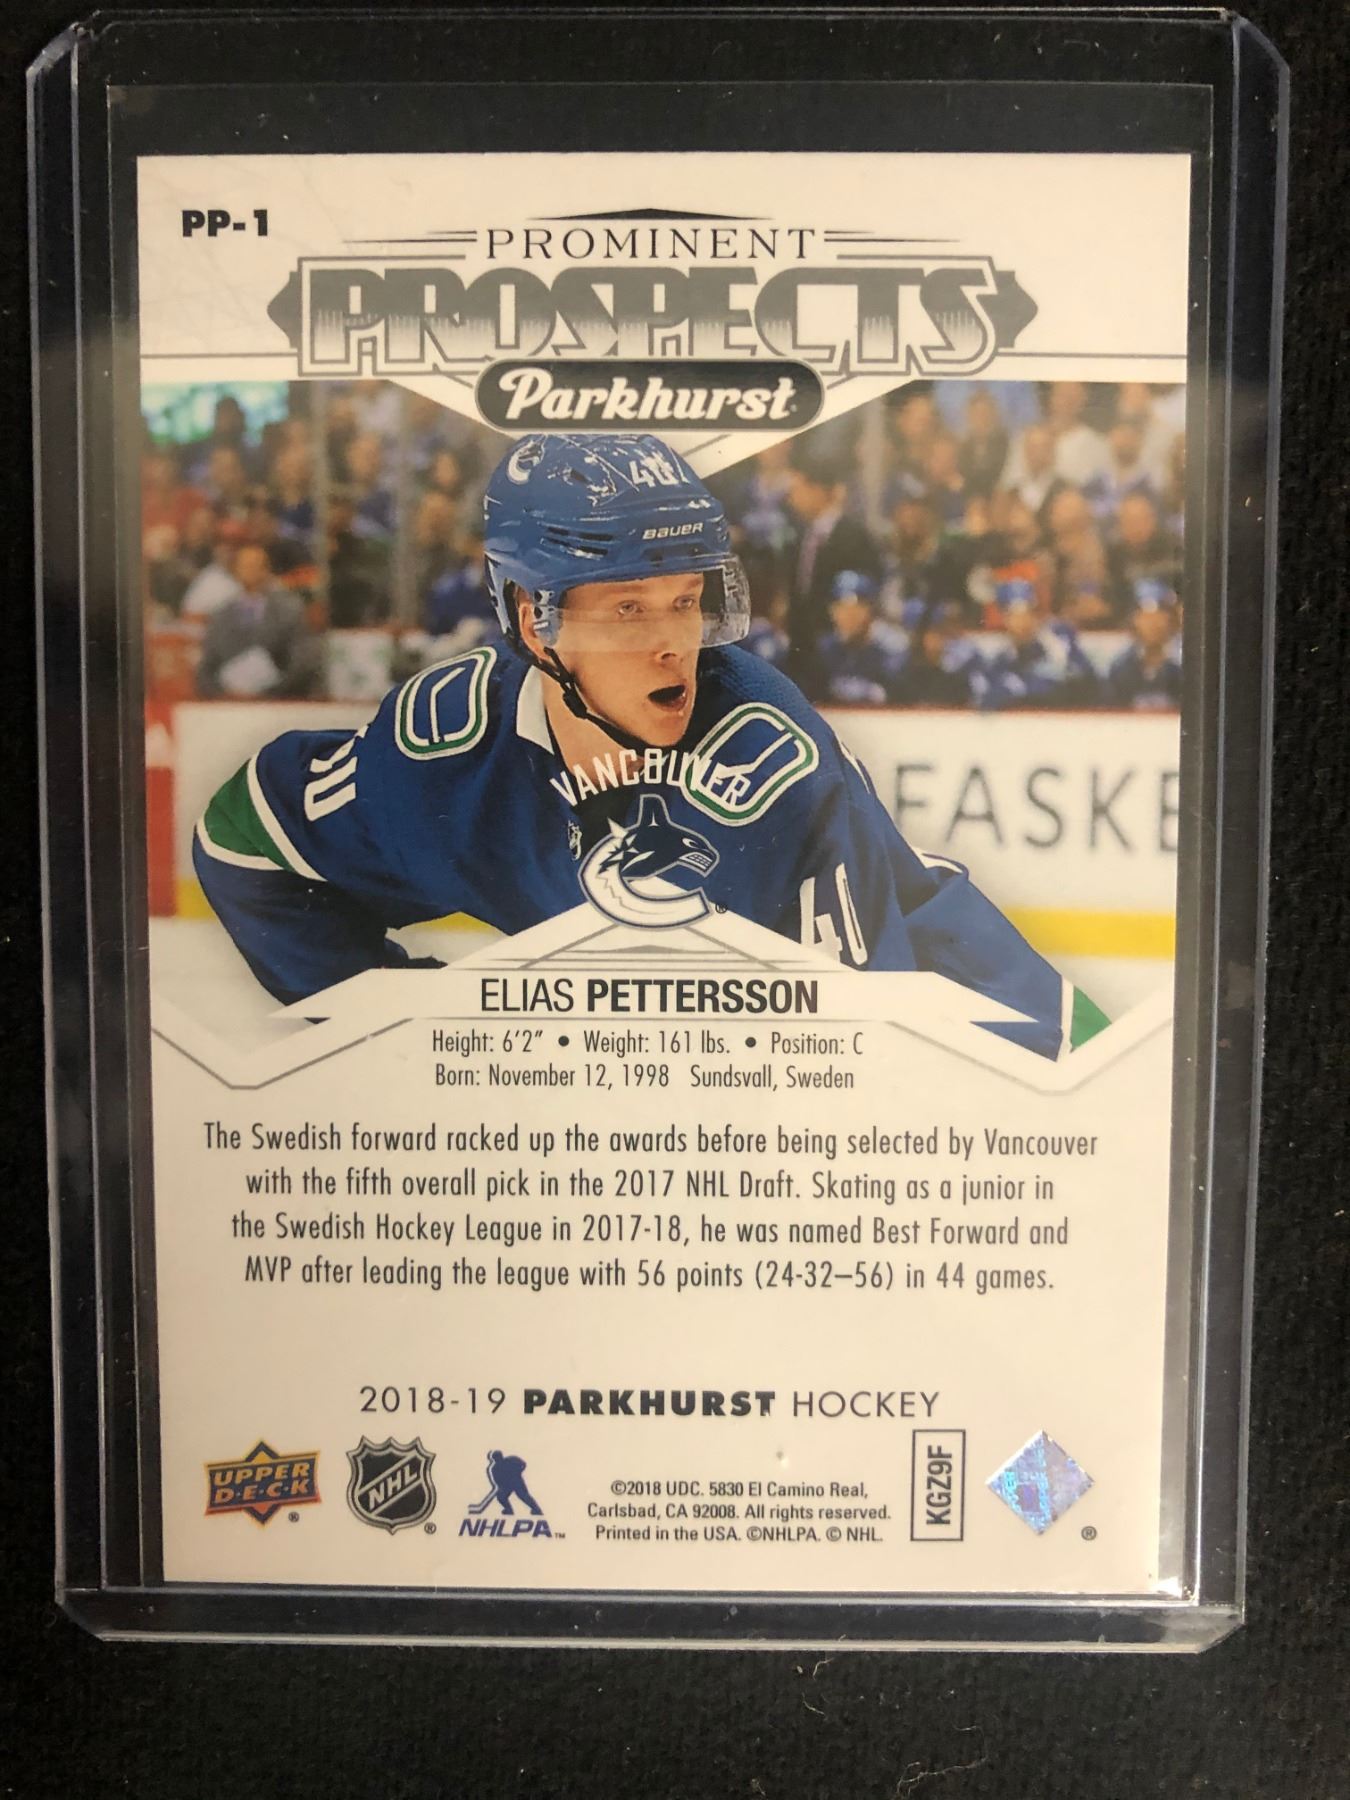 PP-1
PROMINENT
PROSPECTS
Parkhurst
40
BAUER
VANCOUVER
FASKE
40
ELIAS PETTERSSON
Height: 6'2" • Weight: 161 lbs. • Position: C
Born: November 12, 1998 Sundsvall, Sweden
The Swedish forward racked up the awards before being selected by Vancouver
with the fifth overall pick in the 2017 NHL Draft. Skating as a junior in
the Swedish Hockey League in 2017-18, he was named Best Forward and
MVP after leading the league with 56 points (24-32–56) in 44 games.
2018-19 PARKHURST HOCKEY
UPPER
D·E·C·K
®
NHL
®
NHLPA™
©2018 UDC. 5830 El Camino Real,
Carlsbad, CA 92008. All rights reserved.
Printed in the USA. ©NHLPA. © NHL.
KGZ9F
®